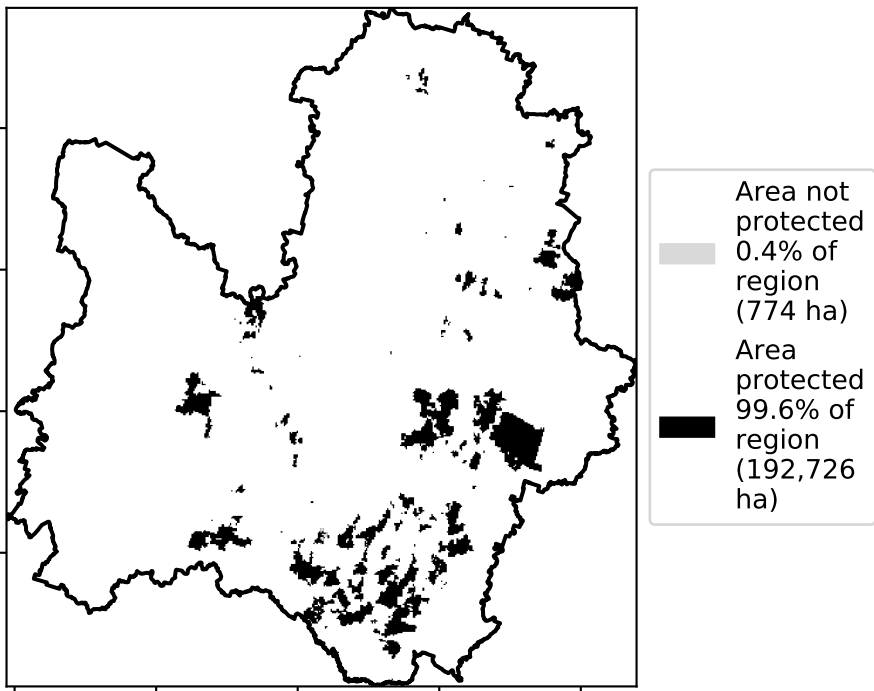 Area not
protected
0.4% of
region
(774 ha)
Area
protected
99.6% of
region
(192,726
ha)